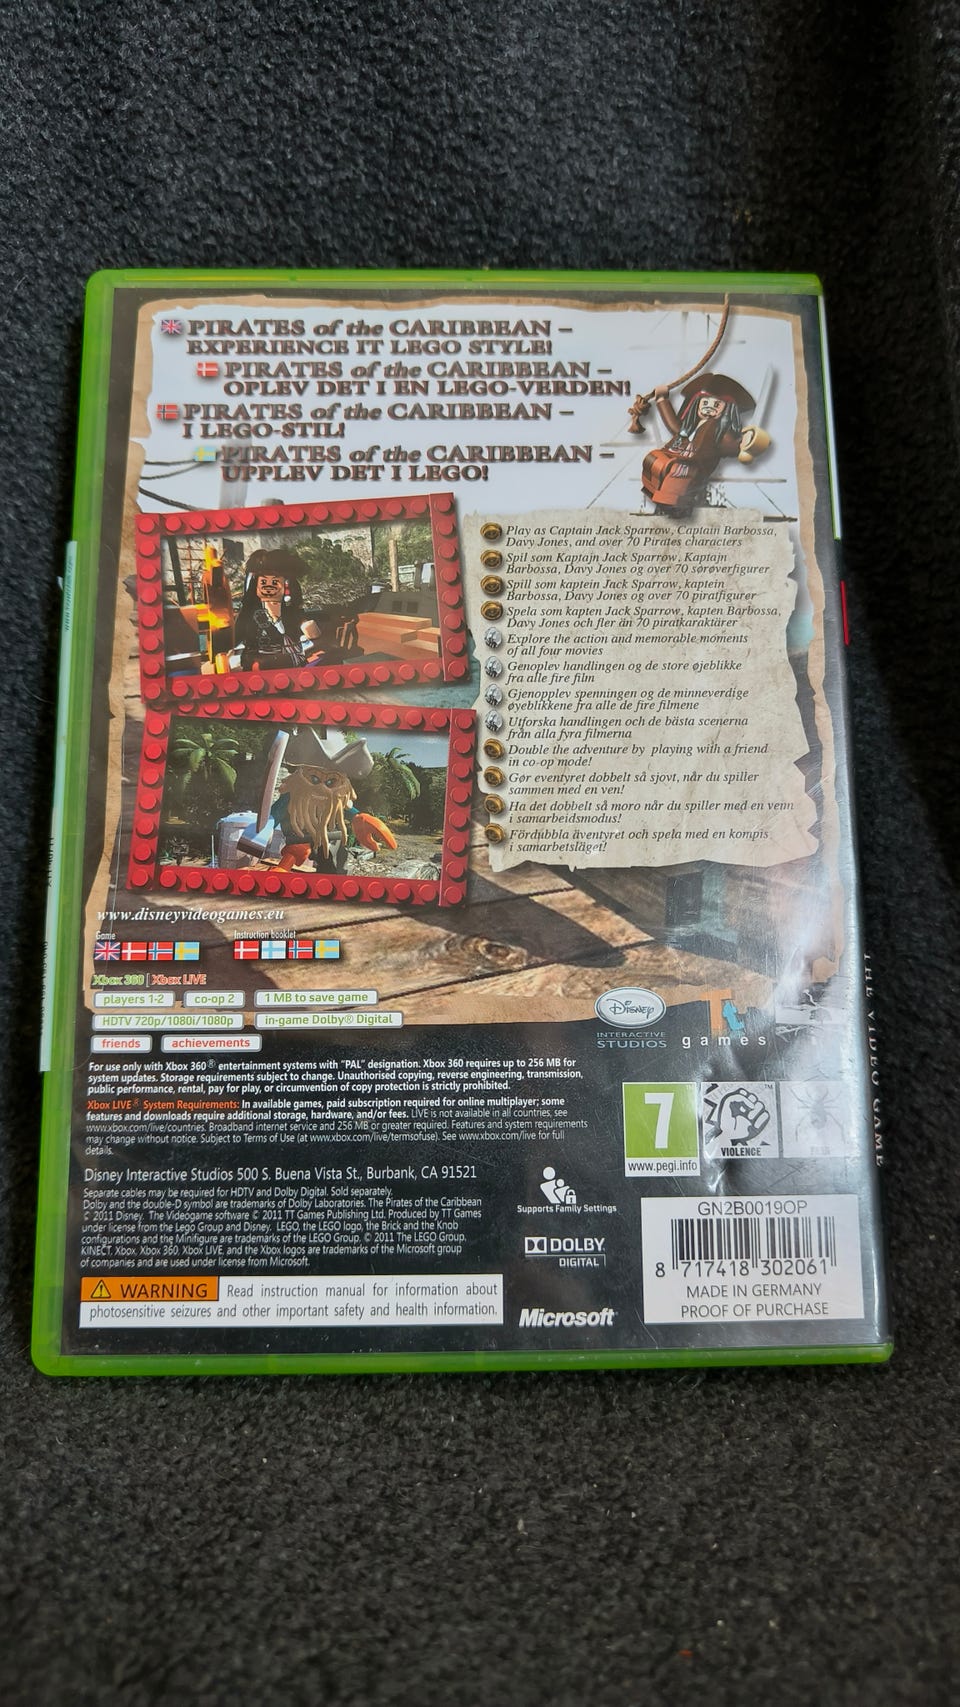 PIRATES of the CARIBBEAN –
EXPERIENCE IT LEGO STYLE!
PIRATES of the CARIBBEAN –
OPLEV DET I EN LEGO-VERDEN!
PIRATES of the CARIBBEAN –
I LEGO-STIL!
PIRATES of the CARIBBEAN –
UPPLEV DET I LEGO!
Play as Captain Jack Sparrow, Captain Barbossa,
Davy Jones, and over 70 Pirates characters
Spil som Kaptajn Jack Sparrow, Kaptajn
Barbossa, Davy Jones og over 70 sørøverfigurer
Spill som kaptein Jack Sparrow, kaptein
Barbossa, Davy Jones og over 70 piratfigurer
Spela som kapten Jack Sparrow, kapten Barbossa,
Davy Jones och fler än 70 piratkaraktärer
Explore the action and memorable moments
of all four movies
Genoplev handlingen og de store øjeblikke
fra alle fire film
Gjenopplev spenningen og de minneverdige
øyeblikkene fra alle de fire filmene
Utforska handlingen och de bästa scenerna
från alla fyra filmerna
Double the adventure by playing with a friend
in co-op mode!
Gør eventyret dobbelt så sjovt, når du spiller
sammen med en ven!
Ha det dobbelt så moro når du spiller med en venn
i samarbeidsmodus!
Fördubbla äventyret och spela med en kompis
i samarbetsläget!
www.disneyvideogames.eu
Game
Instruction booklet
Xbox 360 | Xbox LIVE
players 1-2
co-op 2
1 MB to save game
HDTV 720p/1080i/1080p
in-game Dolby® Digital
friends
achievements
Disney
INTERACTIVE
STUDIOS
tt
games
THE VIDEO GAME
For use only with Xbox 360® entertainment systems with "PAL" designation. Xbox 360 requires up to 256 MB for
system updates. Storage requirements subject to change. Unauthorised copying, reverse engineering, transmission,
public performance, rental, pay for play, or circumvention of copy protection is strictly prohibited.
Xbox LIVE® System Requirements: In available games, paid subscription required for online multiplayer; some
features and downloads require additional storage, hardware, and/or fees. LIVE is not available in all countries, see
www.xbox.com/live/countries. Broadband internet service and 256 MB or greater required. Features and system requirements
may change without notice. Subject to Terms of Use (at www.xbox.com/live/termsofuse). See www.xbox.com/live for full
details.
Disney Interactive Studios 500 S. Buena Vista St., Burbank, CA 91521
Separate cables may be required for HDTV and Dolby Digital. Sold separately.
Dolby and the double-D symbol are trademarks of Dolby Laboratories. The Pirates of the Caribbean
© 2011 Disney. The Videogame software © 2011 TT Games Publishing Ltd. Produced by TT Games
under license from the Lego Group and Disney. LEGO, the LEGO logo, the Brick and the Knob
configurations and the Minifigure are trademarks of the LEGO Group. © 2011 The LEGO Group.
KINECT, Xbox, Xbox 360, Xbox LIVE, and the Xbox logos are trademarks of the Microsoft group
of companies and are used under license from Microsoft.
WARNING Read instruction manual for information about
photosensitive seizures and other important safety and health information.
7
www.pegi.info
VIOLENCE
Supports Family Settings
DOLBY
DIGITAL
Microsoft
GN2B0019OP
8 717418 302061
MADE IN GERMANY
PROOF OF PURCHASE